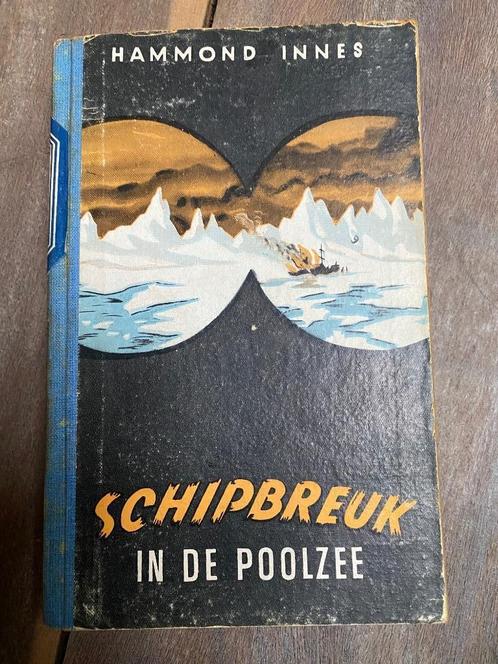 HAMMOND INNES
SCHIPBREUK
IN DE POOLZEE